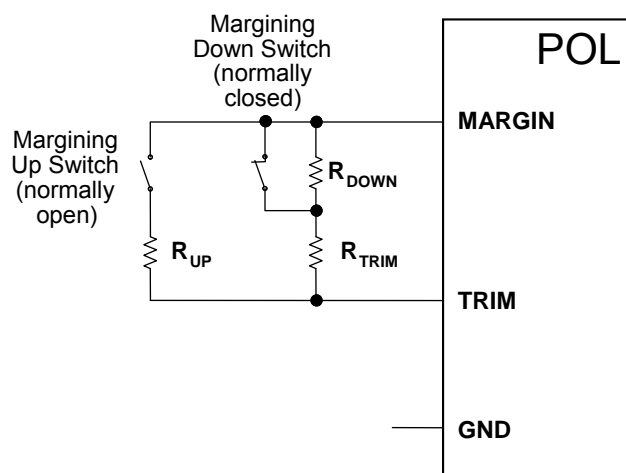 Margining
Down Switch
(normally
closed)
POL
MARGIN
Margining
Up Switch
(normally
open)
RDOWN
RUP
RTRIM
TRIM
GND